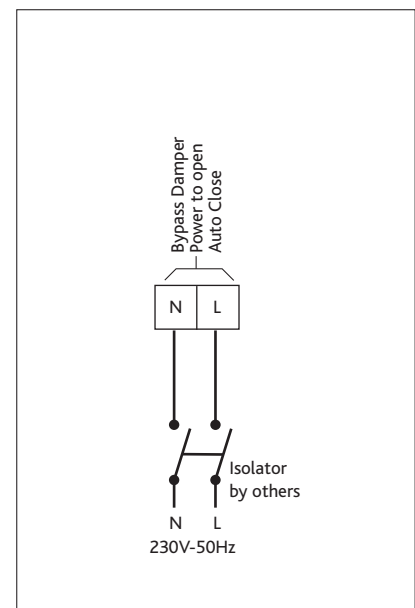 Bypass Damper
Power to open
Auto Close
N L
Isolator
by others
N L
230V-50Hz